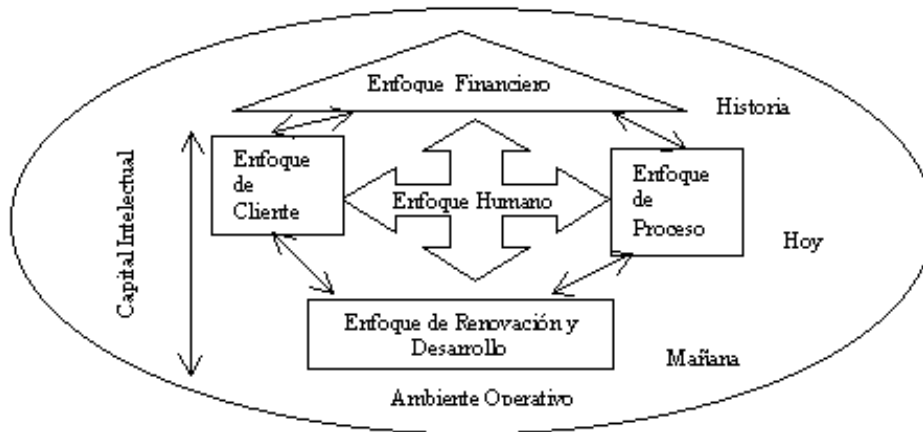 Enfoque Financiero
Historia
Capital Intelectual
Enfoque
de
Cliente
Enfoque Humano
Enfoque
de
Proceso
Hoy
Enfoque de Renovación y
Desarrollo
Mañana
Ambiente Operativo